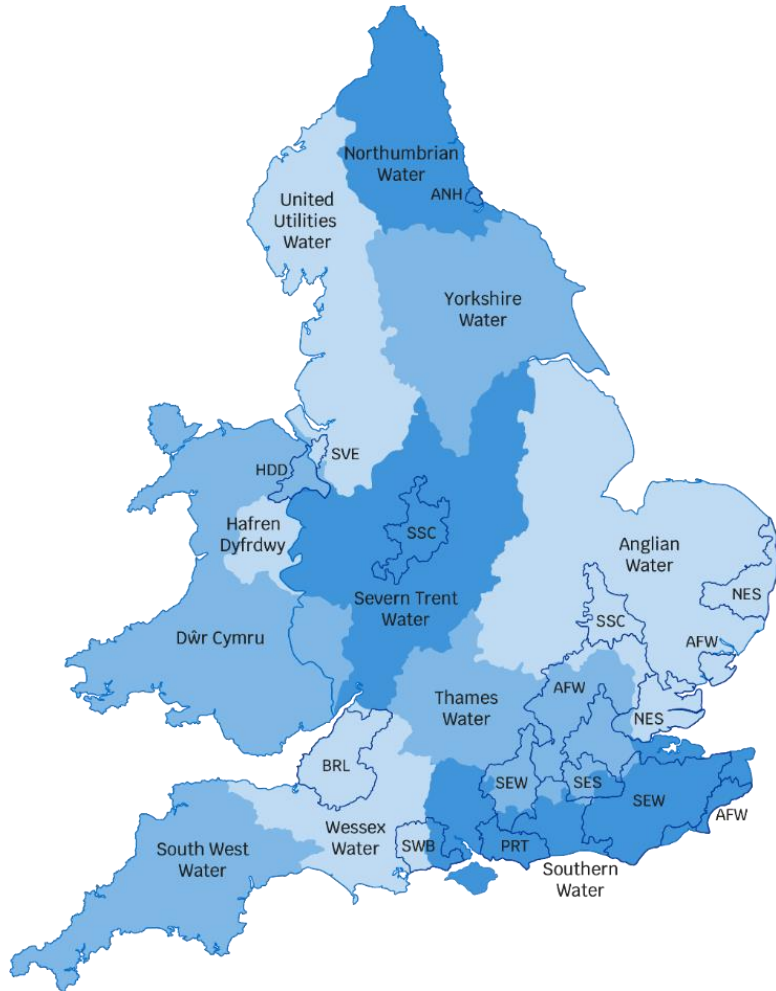 Northumbrian
Water
ANH
United
Utilities
Water
Yorkshire
Water
SVE
HDD
Hafren
Dyfrdwy
SSC
Anglian
Water
NES
Severn Trent
Water
SSC
Dŵr Cymru
AFW
Thames
Water
AFW
NES
BRL
SEW
SES
SEW
AFW
Wessex
Water
SWB
PRT
South West
Water
Southern
Water